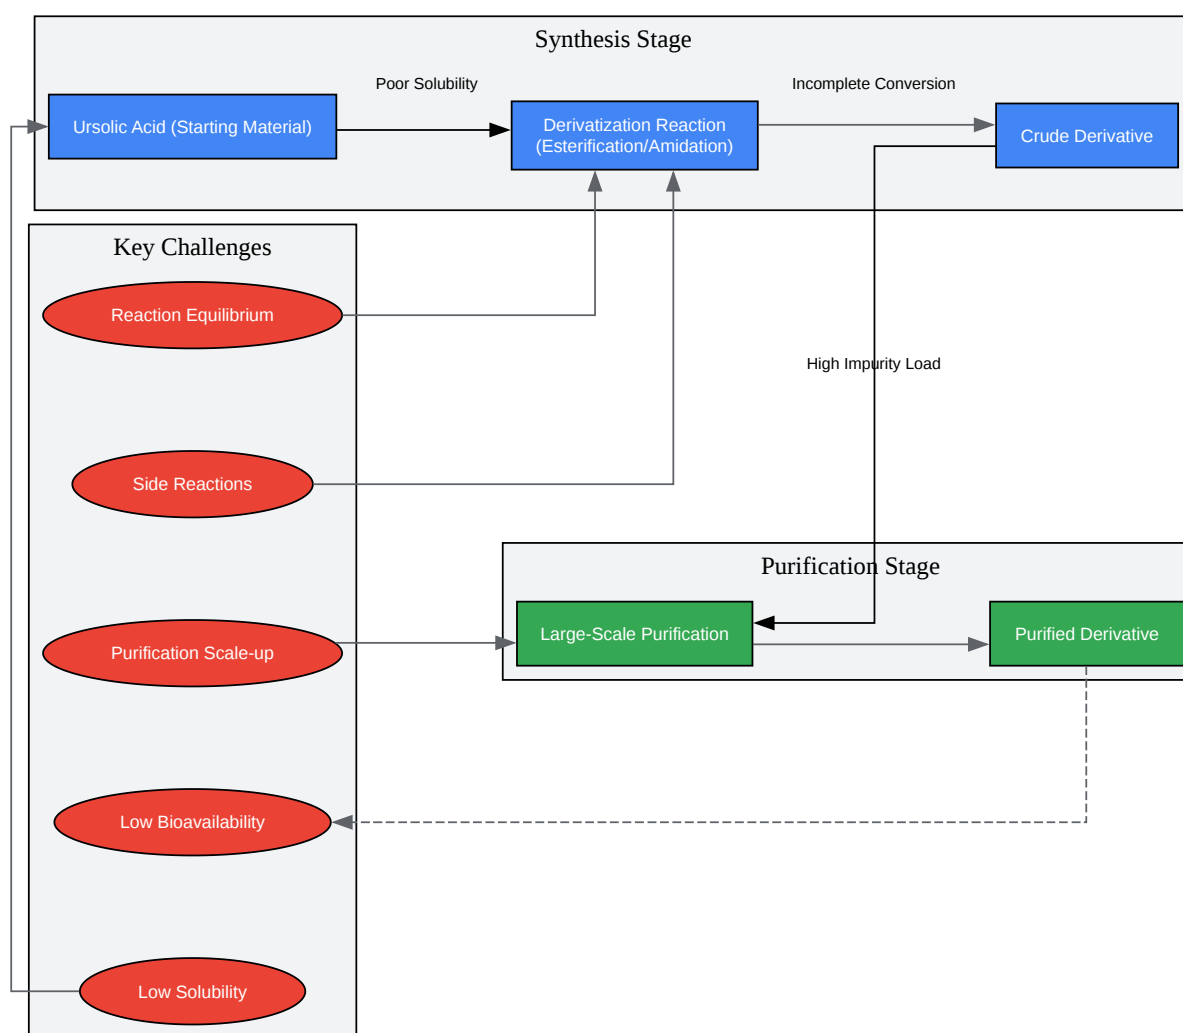 Synthesis Stage
Poor Solubility
Incomplete Conversion
Ursolic Acid (Starting Material)
Derivatization Reaction
(Esterification/Amidation)
Crude Derivative
Key Challenges
Reaction Equilibrium
High Impurity Load
Side Reactions
Purification Stage
Large-Scale Purification
Purified Derivative
Purification Scale-up
Low Bioavailability
Low Solubility